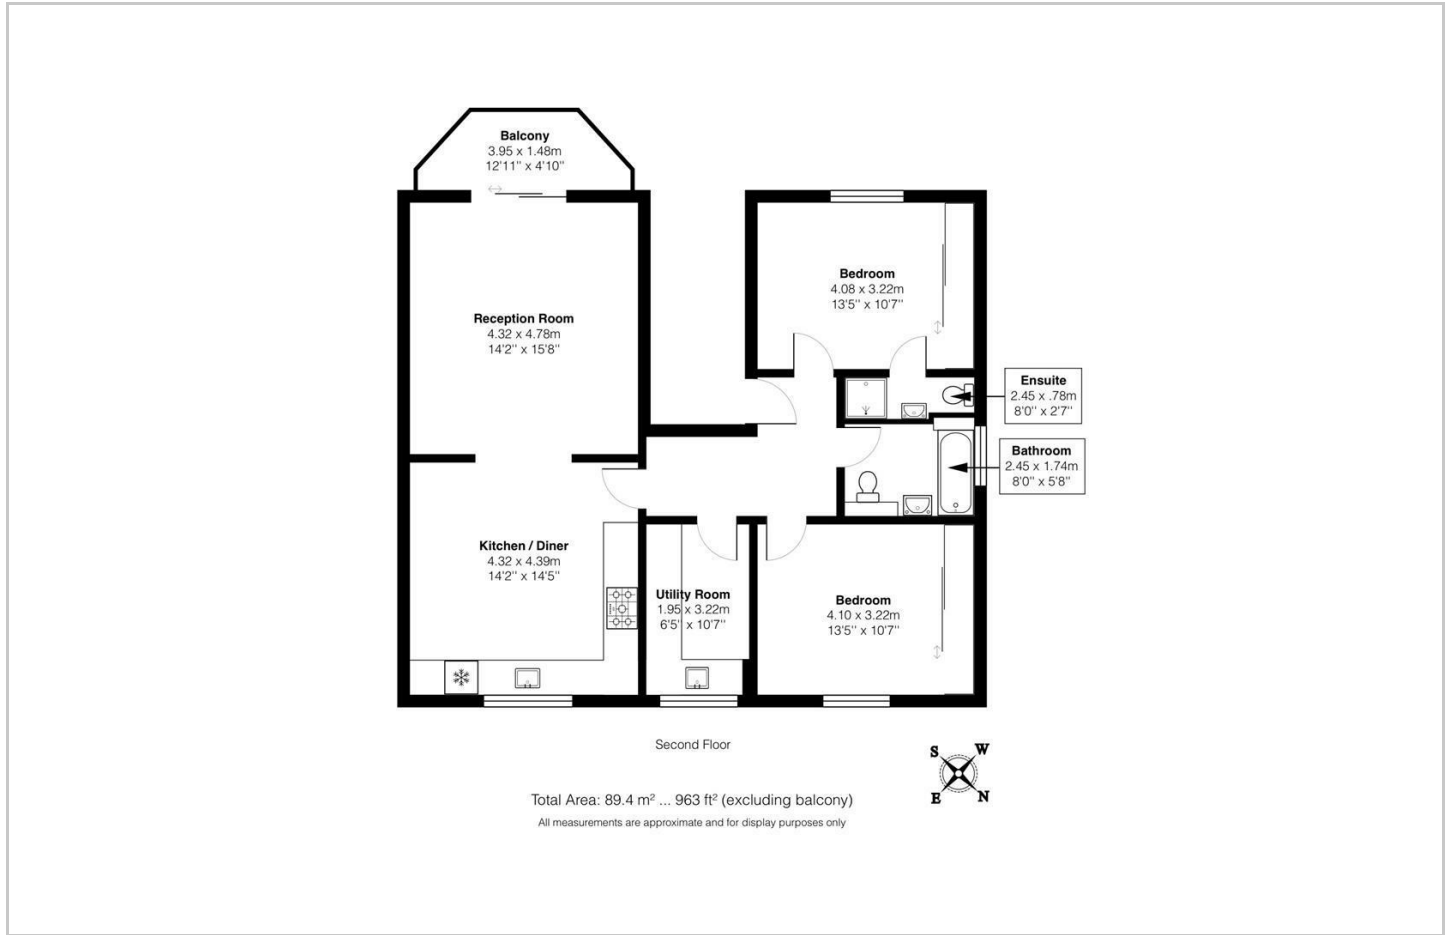 Balcony
3.95 x 1.48m
12'11'' x 4'10''
Bedroom
4.08 x 3.22m
13'5'' x 10'7''
Reception Room
4.32 x 4.78m
14'2'' x 15'8''
Ensuite
2.45 x .78m
8'0'' x 2'7''
Bathroom
2.45 x 1.74m
8'0'' x 5'8''
Kitchen / Diner
4.32 x 4.39m
14'2'' x 14'5''
Utility Room
1.95 x 3.22m
6'5'' x 10'7''
Bedroom
4.10 x 3.22m
13'5'' x 10'7''
Second Floor
S W
E N
Total Area: 89.4 m² ... 963 ft² (excluding balcony)
All measurements are approximate and for display purposes only